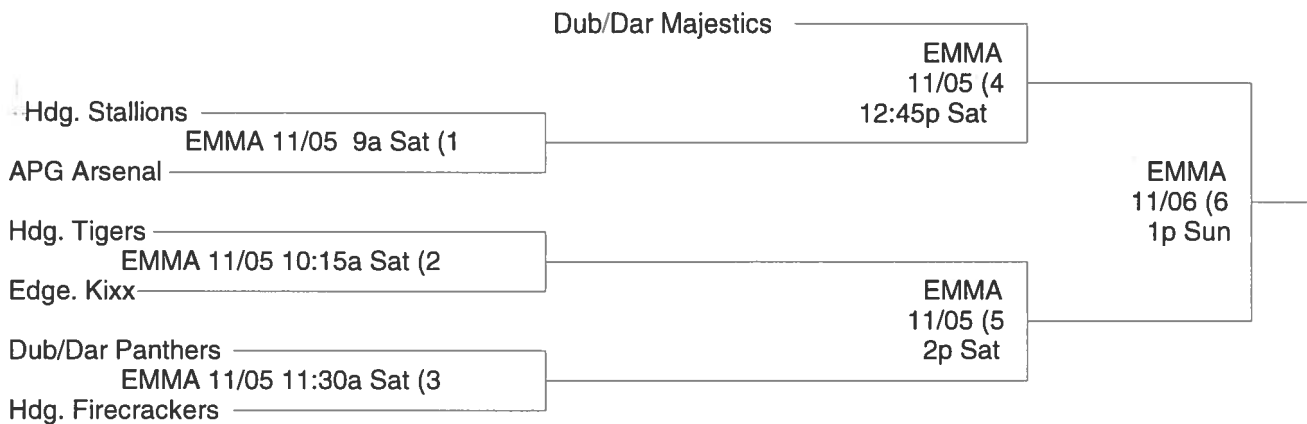 Dub/Dar Majestics
EMMA
11/05 (4
12:45p Sat
Hdg. Stallions
EMMA 11/05 9a Sat (1
APG Arsenal
EMMA
11/06 (6
1p Sun
Hdg. Tigers
EMMA 11/05 10:15a Sat (2
Edge. Kixx
EMMA
11/05 (5
2p Sat
Dub/Dar Panthers
EMMA 11/05 11:30a Sat (3
Hdg. Firecrackers